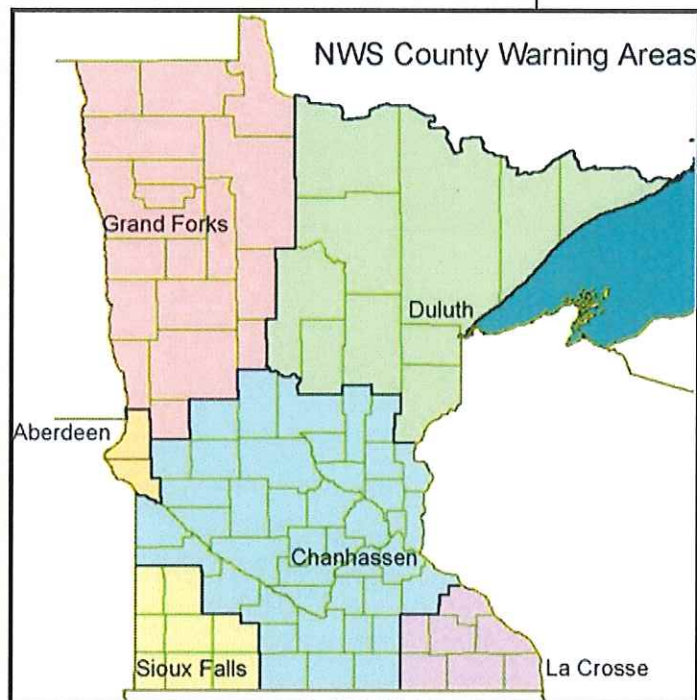 NWS County Warning Areas
Grand Forks
Duluth
Aberdeen
Chanhassen
Sioux Falls
La Crosse